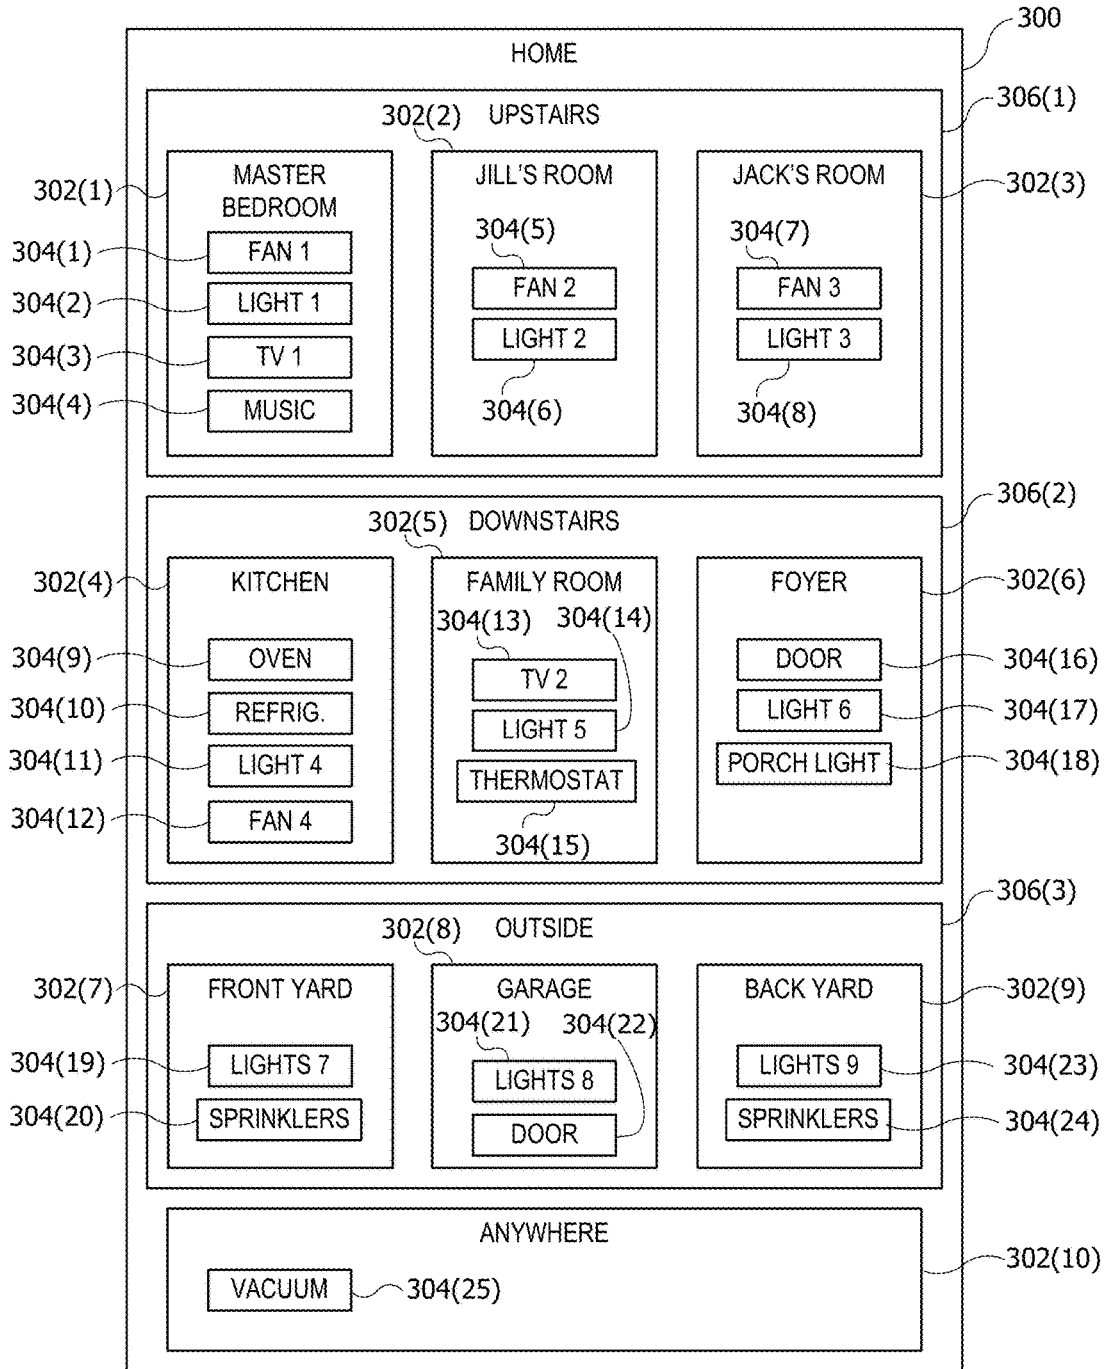 300
HOME
306(1)
302(2) UPSTAIRS
302(1)
MASTER
BEDROOM
JILL'S ROOM
JACK'S ROOM
302(3)
304(1)
FAN 1
304(5)
FAN 2
304(7)
FAN 3
304(2)
LIGHT 1
LIGHT 2
LIGHT 3
304(3)
TV 1
304(4)
MUSIC
304(6)
304(8)
306(2)
302(5) DOWNSTAIRS
302(4)
KITCHEN
FAMILY ROOM
FOYER
302(6)
304(13)
304(14)
304(9)
OVEN
TV 2
DOOR
304(16)
304(10)
REFRIG.
LIGHT 5
LIGHT 6
304(17)
304(11)
LIGHT 4
THERMOSTAT
PORCH LIGHT
304(18)
304(12)
FAN 4
304(15)
306(3)
302(8) OUTSIDE
302(7)
FRONT YARD
GARAGE
BACK YARD
302(9)
304(21)
304(22)
304(19)
LIGHTS 7
LIGHTS 8
LIGHTS 9
304(23)
304(20)
SPRINKLERS
DOOR
SPRINKLERS
304(24)
ANYWHERE
302(10)
VACUUM
304(25)